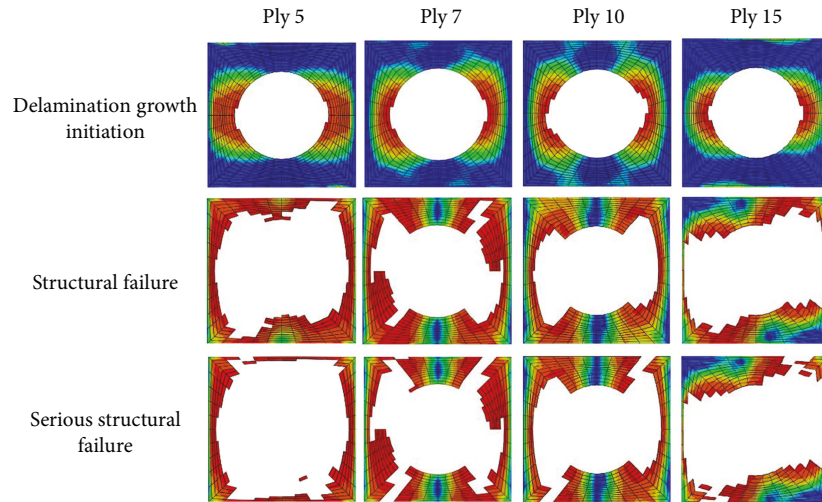 Ply 5
Ply 7
Ply 10
Ply 15
Delamination growth
initiation
Structural failure
Serious structural
failure